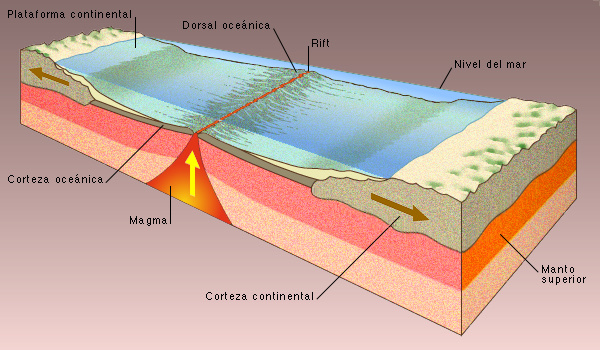 Plataforma continental
Dorsal oceánica
Rift
Nivel del mar
Corteza oceánica
Magma
Corteza continental
Manto
superior